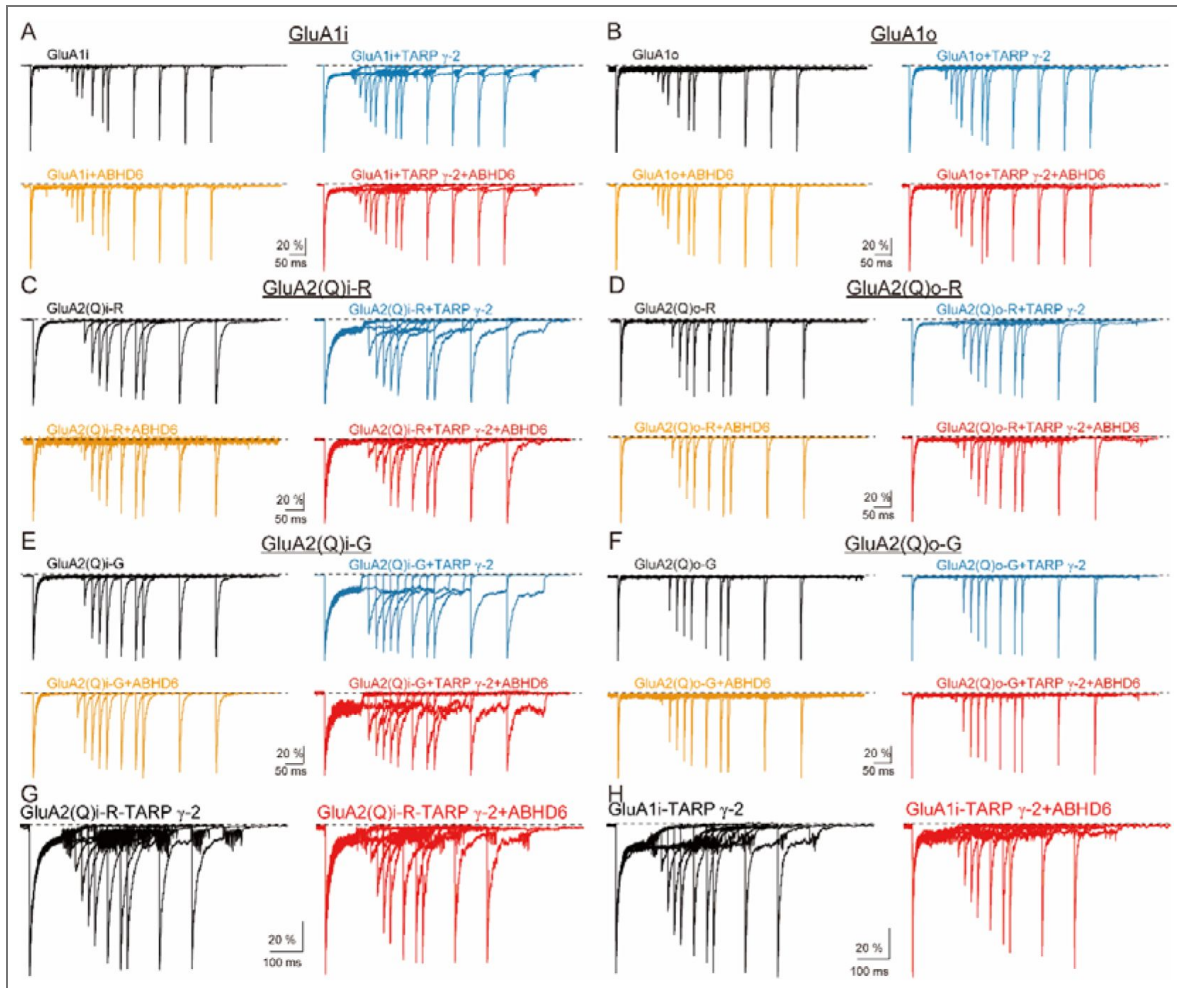 A
GluA1i
GluA1i
GluA1i+TARP γ-2
GluA1i+ABHD6
GluA1i+TARP γ-2+ABHD6
20 %
50 ms
B
GluA1o
GluA1o
GluA1o+TARP γ-2
GluA1o+ABHD6
GluA1o+TARP γ-2+ABHD6
20 %
50 ms
C
GluA2(Q)i-R
GluA2(Q)i-R
GluA2(Q)i-R+TARP γ-2
GluA2(Q)i-R+ABHD6
GluA2(Q)i-R+TARP γ-2+ABHD6
20 %
50 ms
D
GluA2(Q)o-R
GluA2(Q)o-R
GluA2(Q)o-R+TARP γ-2
GluA2(Q)o-R+ABHD6
GluA2(Q)o-R+TARP γ-2+ABHD6
20 %
50 ms
E
GluA2(Q)i-G
GluA2(Q)i-G
GluA2(Q)i-G+TARP γ-2
GluA2(Q)i-G+ABHD6
GluA2(Q)i-G+TARP γ-2+ABHD6
20 %
50 ms
F
GluA2(Q)o-G
GluA2(Q)o-G
GluA2(Q)o-G+TARP γ-2
GluA2(Q)o-G+ABHD6
GluA2(Q)o-G+TARP γ-2+ABHD6
20 %
50 ms
G
GluA2(Q)i-R-TARP γ-2
GluA2(Q)i-R-TARP γ-2+ABHD6
20 %
100 ms
H
GluA1i-TARP γ-2
GluA1i-TARP γ-2+ABHD6
20 %
100 ms